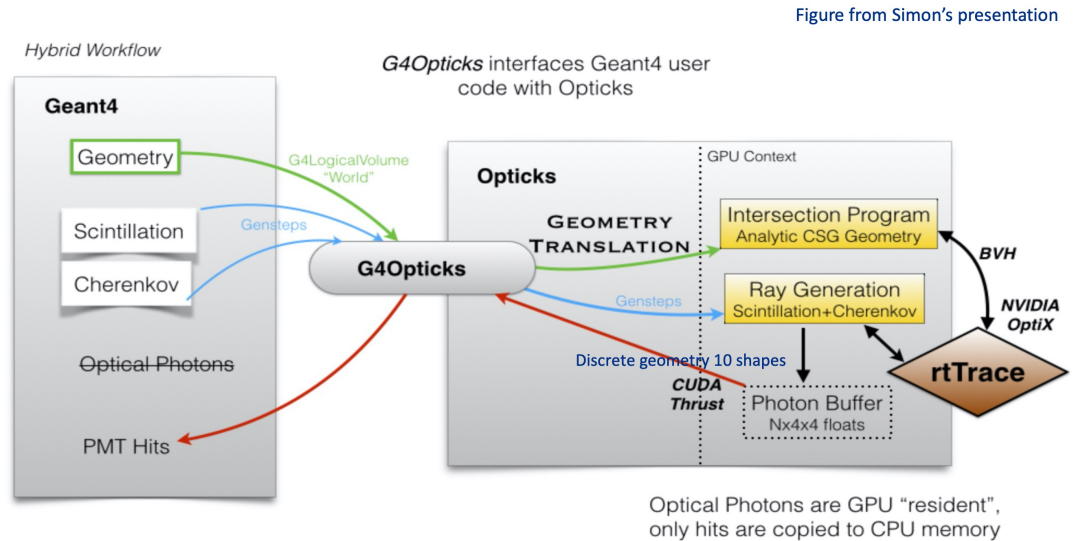 Figure from Simon's presentation
Hybrid Workflow
G4Opticks interfaces Geant4 user
code with Opticks
Geant4
Geometry
G4LogicalVolume
"World"
Scintillation
Gensteps
Cherenkov
Optical Photons
PMT Hits
G4Opticks
Opticks
GPU Context
GEOMETRY
TRANSLATION
Intersection Program
Analytic CSG Geometry
BVH
Gensteps
Ray Generation
Scintillation+Cherenkov
NVIDIA
OptiX
rtTrace
Discrete geometry 10 shapes
CUDA
Thrust
Photon Buffer
Nx4x4 floats
Optical Photons are GPU "resident",
only hits are copied to CPU memory